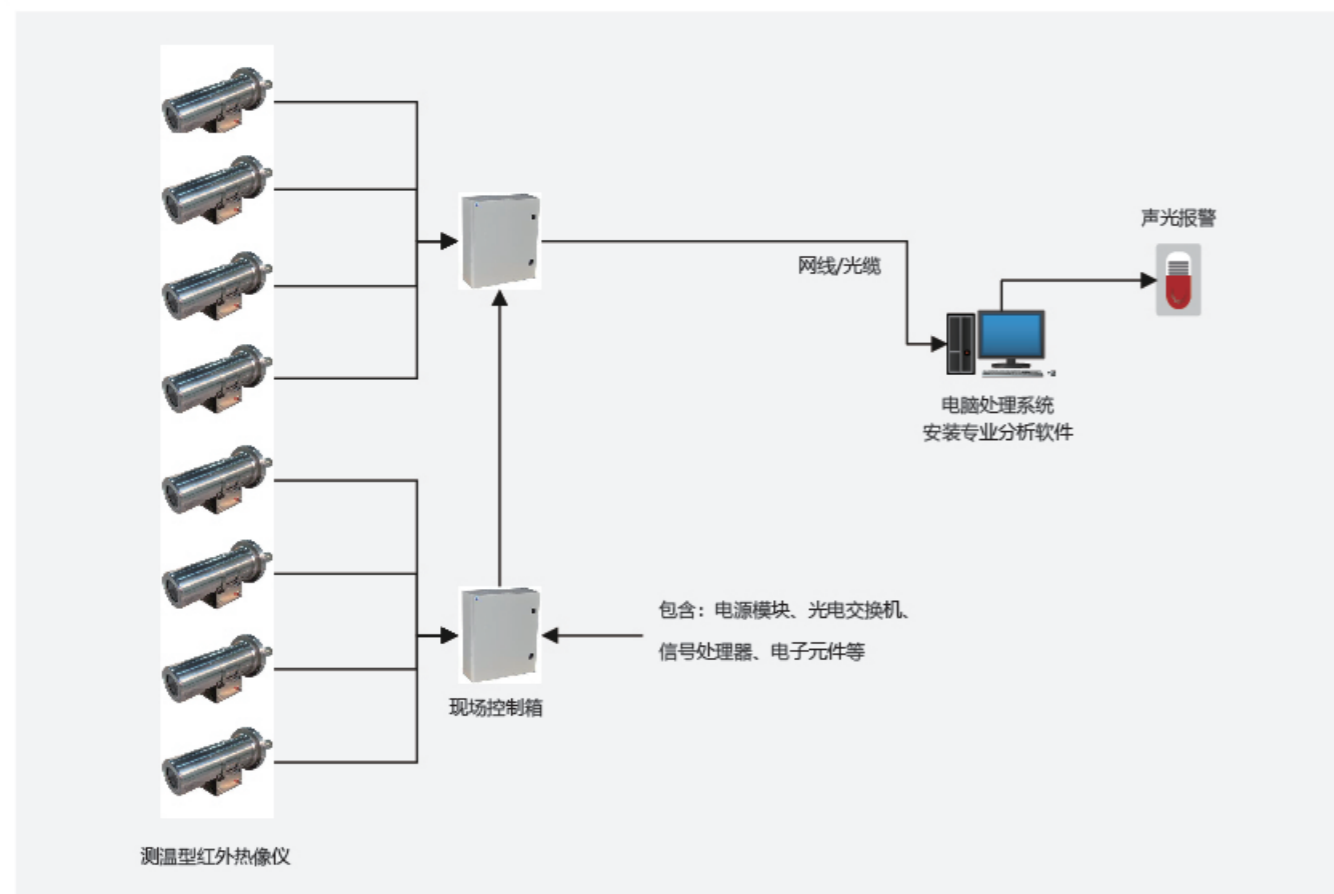 声光报警
网线/光缆
电脑处理系统
安装专业分析软件
包含：电源模块、光电交换机、
信号处理器、电子元件等
现场控制箱
测温型红外热像仪